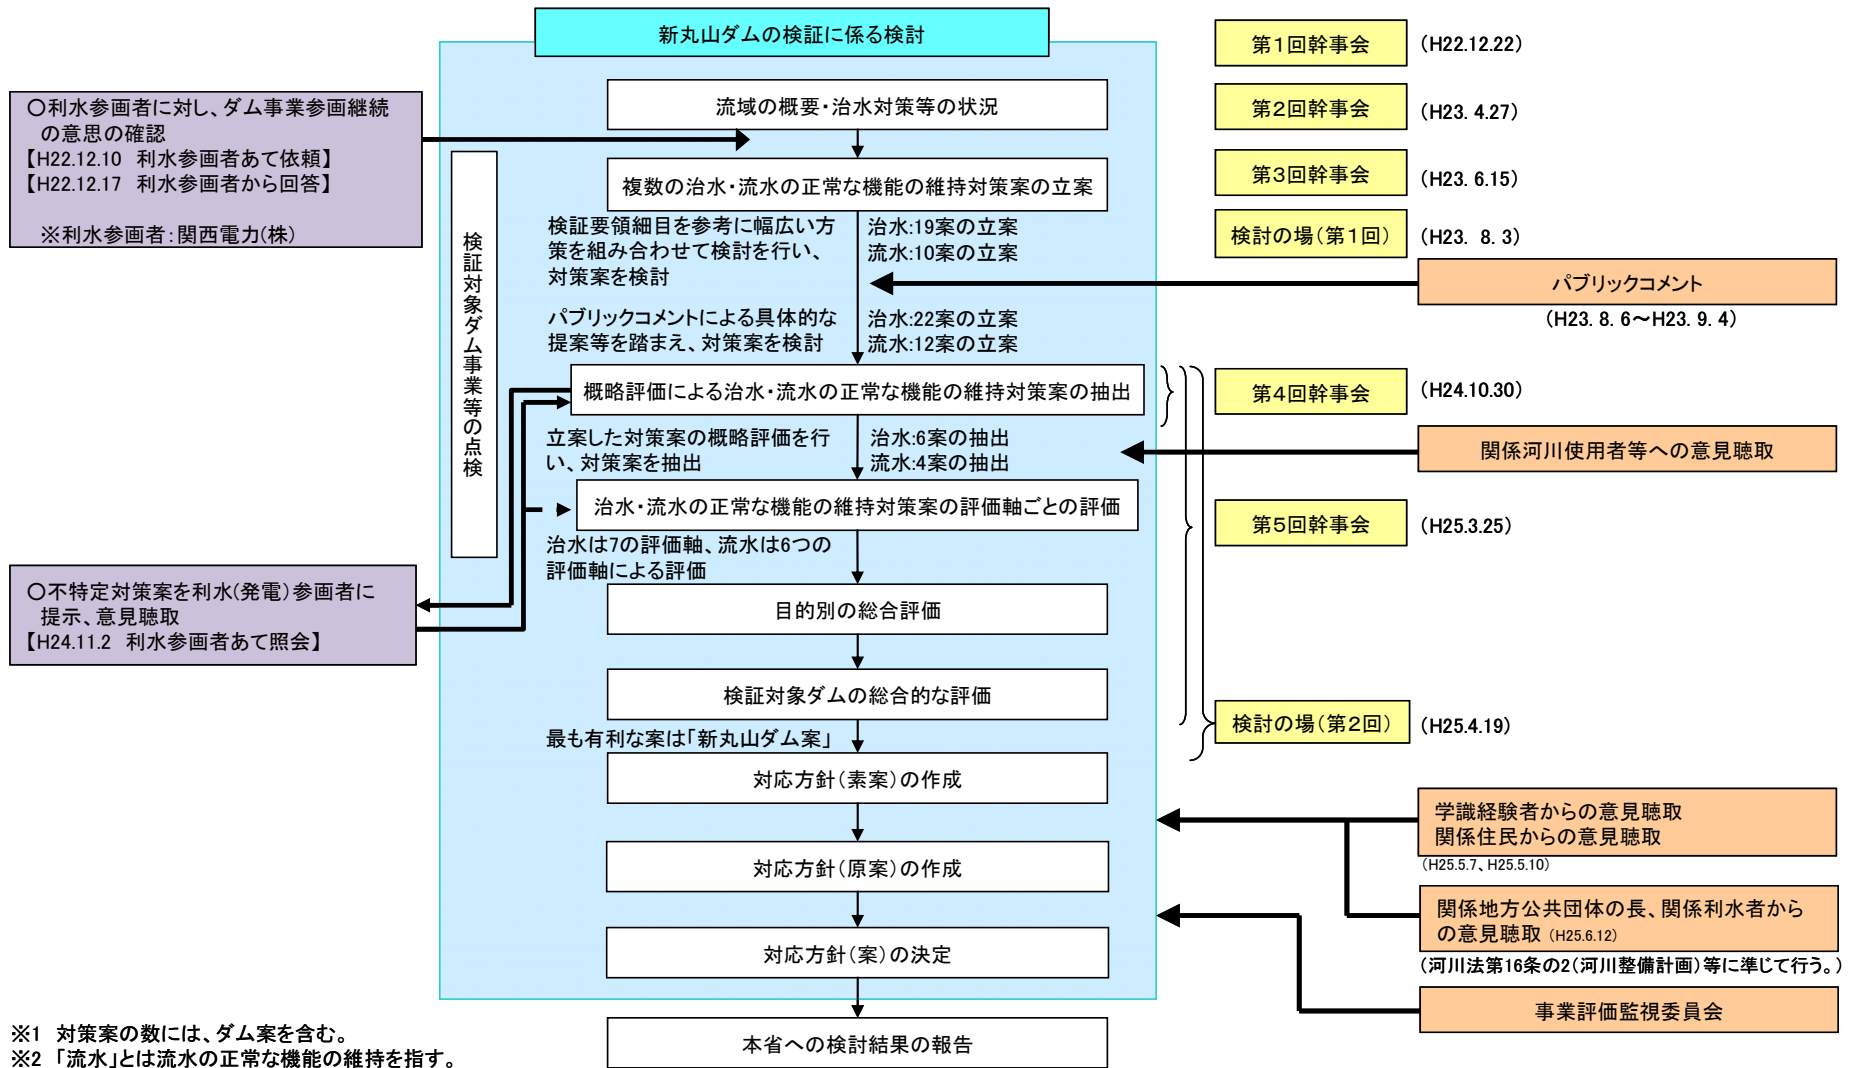 新丸山ダムの検証に係る検討
流域の概要・治水対策等の状況
複数の治水・流水の正常な機能の維持対策案の立案
検証要領細目を参考に幅広い方
策を組み合わせて検討を行い、
対策案を検討
治水:19案の立案
流水:10案の立案
パブリックコメントによる具体的な
提案等を踏まえ、対策案を検討
治水:22案の立案
流水:12案の立案
概略評価による治水・流水の正常な機能の維持対策案の抽出
立案した対策案の概略評価を行
い、対策案を抽出
治水:6案の抽出
流水:4案の抽出
治水・流水の正常な機能の維持対策案の評価軸ごとの評価
治水は7の評価軸、流水は6つの
評価軸による評価
目的別の総合評価
検証対象ダムの総合的な評価
最も有利な案は「新丸山ダム案」
対応方針(素案)の作成
対応方針(原案)の作成
対応方針(案)の決定
本省への検討結果の報告
検証対象ダム事業等の点検
○利水参画者に対し、ダム事業参画継続
の意思の確認
【H22.12.10 利水参画者あて依頼】
【H22.12.17 利水参画者から回答】
※利水参画者:関西電力(株)
○不特定対策案を利水(発電)参画者に
提示、意見聴取
【H24.11.2 利水参画者あて照会】
第1回幹事会 (H22.12.22)
第2回幹事会 (H23. 4.27)
第3回幹事会 (H23. 6.15)
検討の場(第1回) (H23. 8. 3)
パブリックコメント
(H23. 8. 6~H23. 9. 4)
第4回幹事会 (H24.10.30)
関係河川使用者等への意見聴取
第5回幹事会 (H25.3.25)
検討の場(第2回) (H25.4.19)
学識経験者からの意見聴取
関係住民からの意見聴取
(H25.5.7、H25.5.10)
関係地方公共団体の長、関係利水者から
の意見聴取 (H25.6.12)
(河川法第16条の2(河川整備計画)等に準じて行う。)
事業評価監視委員会
※1 対策案の数には、ダム案を含む。
※2 「流水」とは流水の正常な機能の維持を指す。